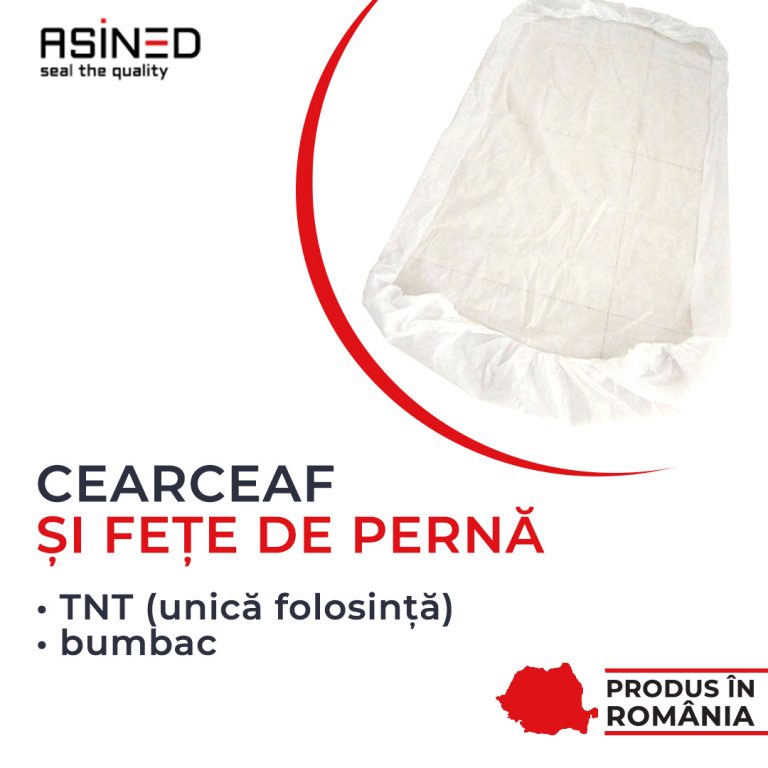 ASINED
seal the quality
CEARCEAF
ȘI FEȚE DE PERNĂ
• TNT (unică folosință)
• bumbac
PRODUS ÎN
ROMÂNIA